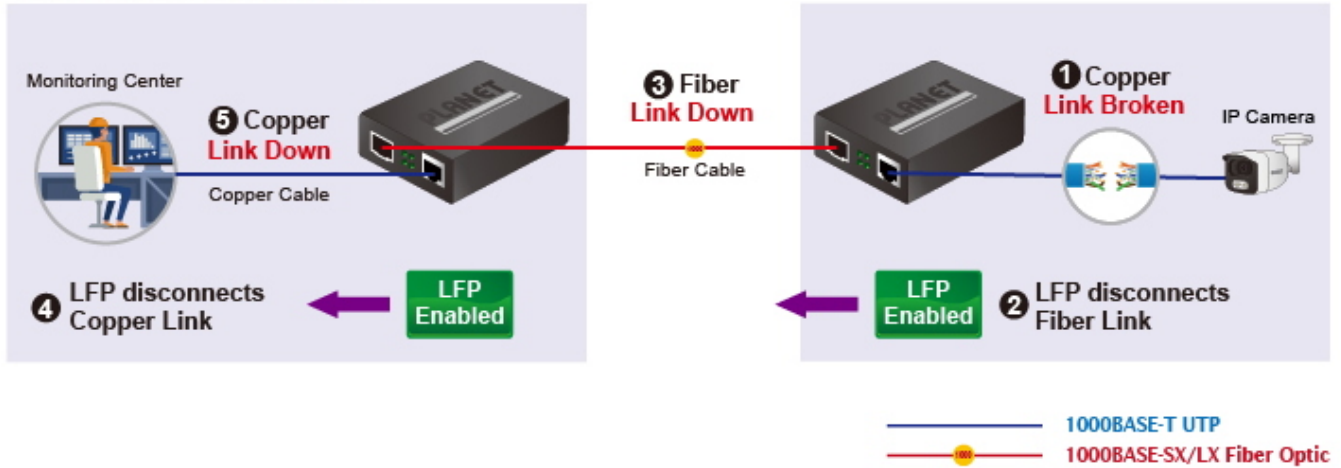 Monitoring Center
❺ Copper
Link Down
Copper Cable
PLANET
❸ Fiber
Link Down
1000
Fiber Cable
PLANET
❶ Copper
Link Broken
IP Camera
❹ LFP disconnects
Copper Link
LFP
Enabled
LFP
Enabled
❷ LFP disconnects
Fiber Link
1000BASE-T UTP
1000
1000BASE-SX/LX Fiber Optic